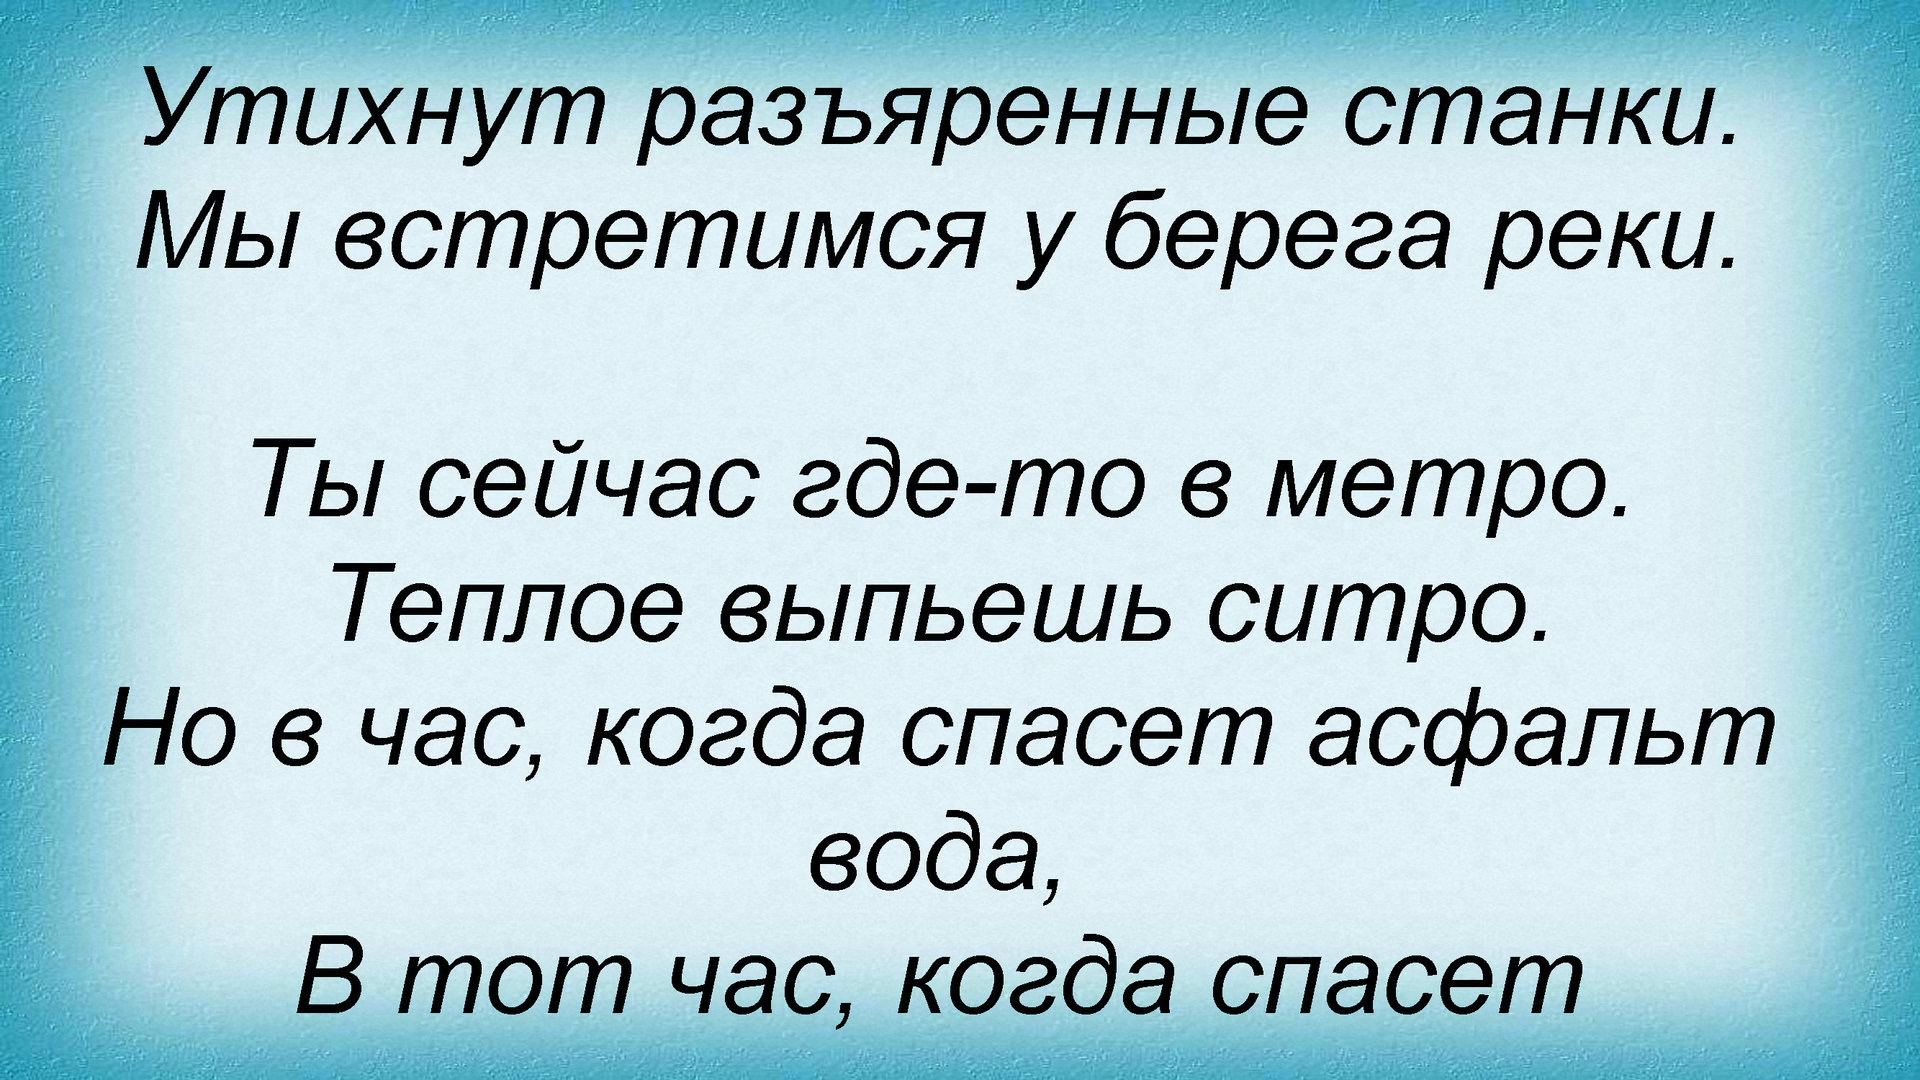 Утихнут разъяренные станки.
Мы встретимся у берега реки.
Ты сейчас где-то в метро.
Теплое выпьешь ситро.
Но в час, когда спасет асфальт
вода,
В тот час, когда спасет